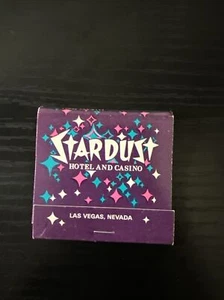 STARDUST
HOTEL AND CASINO
LAS VEGAS, NEVADA